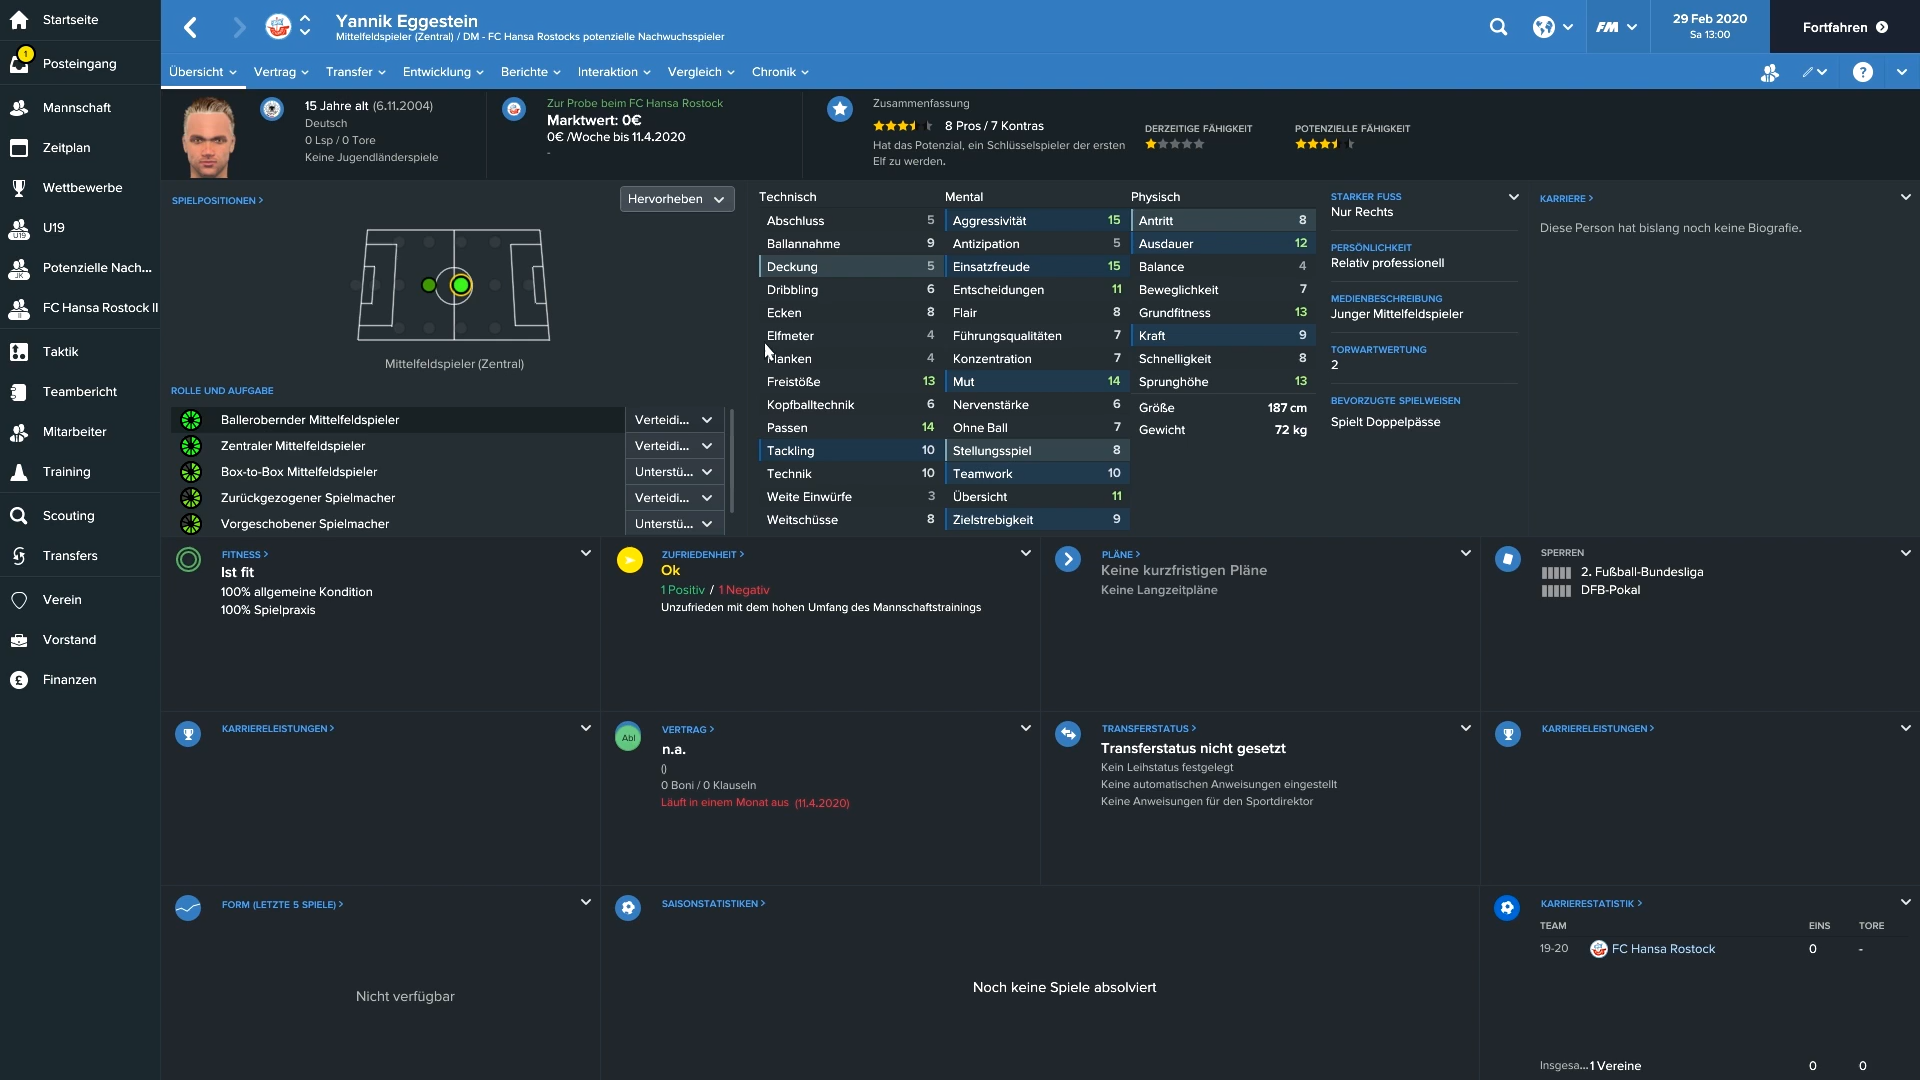 Startseite
1
Posteingang
Mannschaft
Zeitplan
Wettbewerbe
U19
U19
JK
Potenzielle Nach...
II
FC Hansa Rostock II
Taktik
Teambericht
Mitarbeiter
Training
Scouting
Transfers
Verein
Vorstand
Finanzen
Yannik Eggestein
Mittelfeldspieler (Zentral) / DM - FC Hansa Rostocks potenzielle Nachwuchsspieler
FM
29 Feb 2020
Sa 13:00
Fortfahren
Übersicht Vertrag Transfer Entwicklung Berichte Interaktion Vergleich Chronik
?
15 Jahre alt (6.11.2004)
Deutsch
0 Lsp / 0 Tore
Keine Jugendländerspiele
Zur Probe beim FC Hansa Rostock
Marktwert: 0€
0€ /Woche bis 11.4.2020
-
Zusammenfassung
8 Pros / 7 Kontras
Hat das Potenzial, ein Schlüsselspieler der ersten
Elf zu werden.
DERZEITIGE FÄHIGKEIT
POTENZIELLE FÄHIGKEIT
SPIELPOSITIONEN >
Hervorheben
Mittelfeldspieler (Zentral)
ROLLE UND AUFGABE
Ballerobernder Mittelfeldspieler Verteidi...
Zentraler Mittelfeldspieler Verteidi...
Box-to-Box Mittelfeldspieler Unterstü...
Zurückgezogener Spielmacher Verteidi...
Vorgeschobener Spielmacher Unterstü...
Technisch
Abschluss 5
Ballannahme 9
Deckung 5
Dribbling 6
Ecken 8
Elfmeter 4
Flanken 4
Freistöße 13
Kopfballtechnik 6
Passen 14
Tackling 10
Technik 10
Weite Einwürfe 3
Weitschüsse 8
Mental
Aggressivität 15
Antizipation 5
Einsatzfreude 15
Entscheidungen 11
Flair 8
Führungsqualitäten 7
Konzentration 7
Mut 14
Nervenstärke 6
Ohne Ball 7
Stellungsspiel 8
Teamwork 10
Übersicht 11
Zielstrebigkeit 9
Physisch
Antritt 8
Ausdauer 12
Balance 4
Beweglichkeit 7
Grundfitness 13
Kraft 9
Schnelligkeit 8
Sprunghöhe 13
Größe 187 cm
Gewicht 72 kg
STARKER FUSS
Nur Rechts
PERSÖNLICHKEIT
Relativ professionell
MEDIENBESCHREIBUNG
Junger Mittelfeldspieler
TORWARTWERTUNG
2
BEVORZUGTE SPIELWEISEN
Spielt Doppelpässe
KARRIERE >
Diese Person hat bislang noch keine Biografie.
FITNESS >
Ist fit
100% allgemeine Kondition
100% Spielpraxis
ZUFRIEDENHEIT >
Ok
1 Positiv / 1 Negativ
Unzufrieden mit dem hohen Umfang des Mannschaftstrainings
PLÄNE >
Keine kurzfristigen Pläne
Keine Langzeitpläne
SPERREN
2. Fußball-Bundesliga
DFB-Pokal
KARRIERELEISTUNGEN >
Abl
VERTRAG >
n.a.
()
0 Boni / 0 Klauseln
Läuft in einem Monat aus (11.4.2020)
TRANSFERSTATUS >
Transferstatus nicht gesetzt
Kein Leihstatus festgelegt
Keine automatischen Anweisungen eingestellt
Keine Anweisungen für den Sportdirektor
KARRIERELEISTUNGEN >
FORM (LETZTE 5 SPIELE) >
Nicht verfügbar
SAISONSTATISTIKEN >
Noch keine Spiele absolviert
KARRIERESTATISTIK >
TEAM EINS TORE
19-20 FC Hansa Rostock 0 -
Insgesa... 1 Vereine 0 0